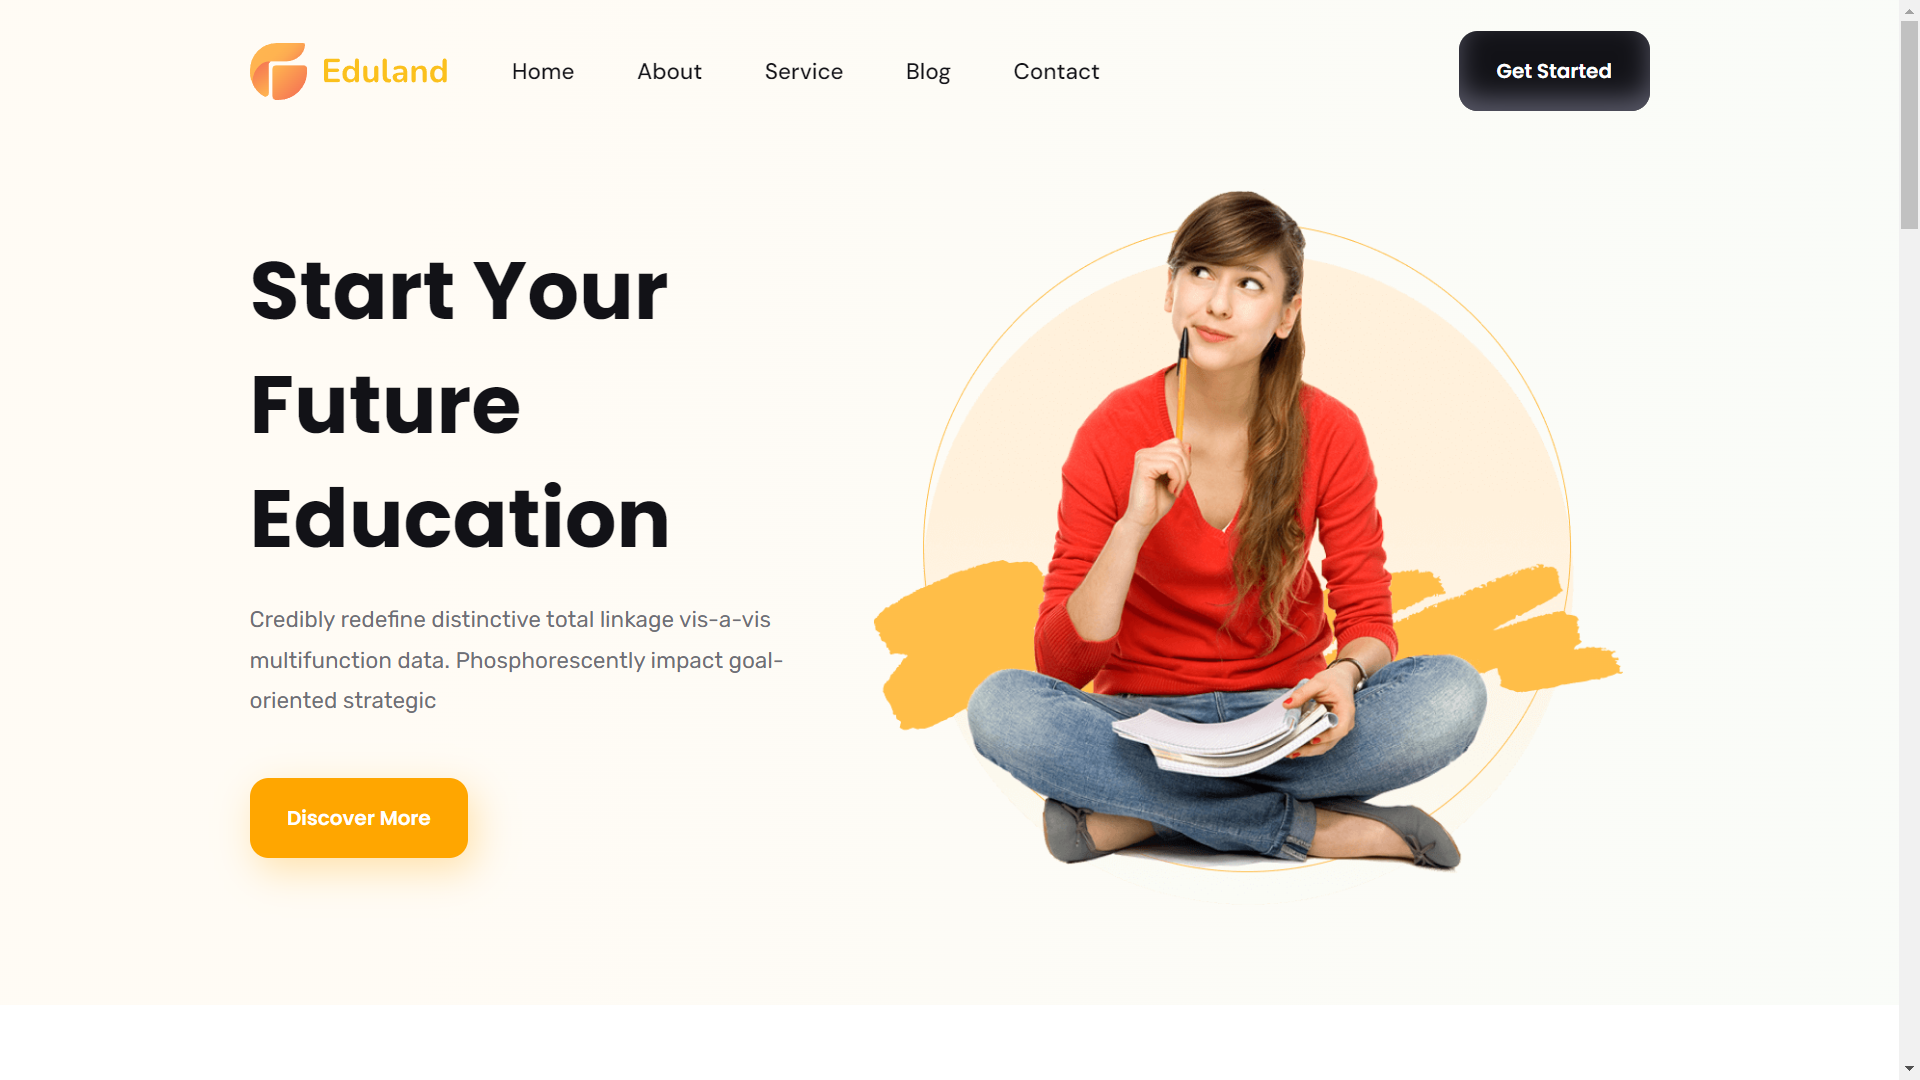 Eduland
Home
About
Service
Blog
Contact
Get Started
Start Your
Future
Education
Credibly redefine distinctive total linkage vis-a-vis
multifunction data. Phosphorescently impact goal-
oriented strategic
Discover More